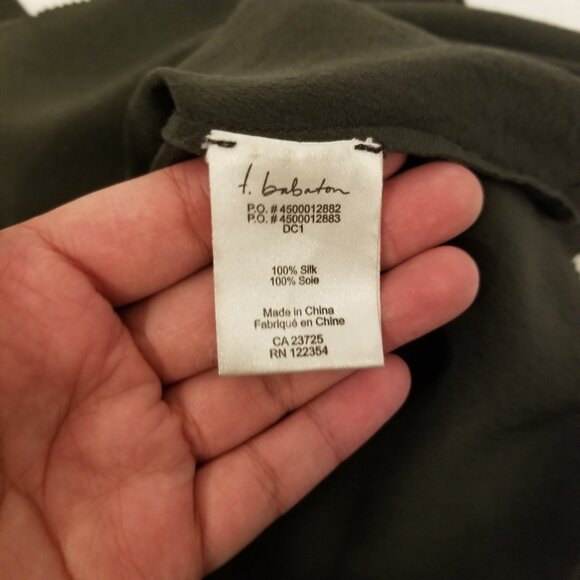 t. babaton
P.O. # 4500012882
P.O. # 4500012883
DC1
100% Silk
100% Soie
Made in China
Fabriqué en Chine
CA 23725
RN 122354